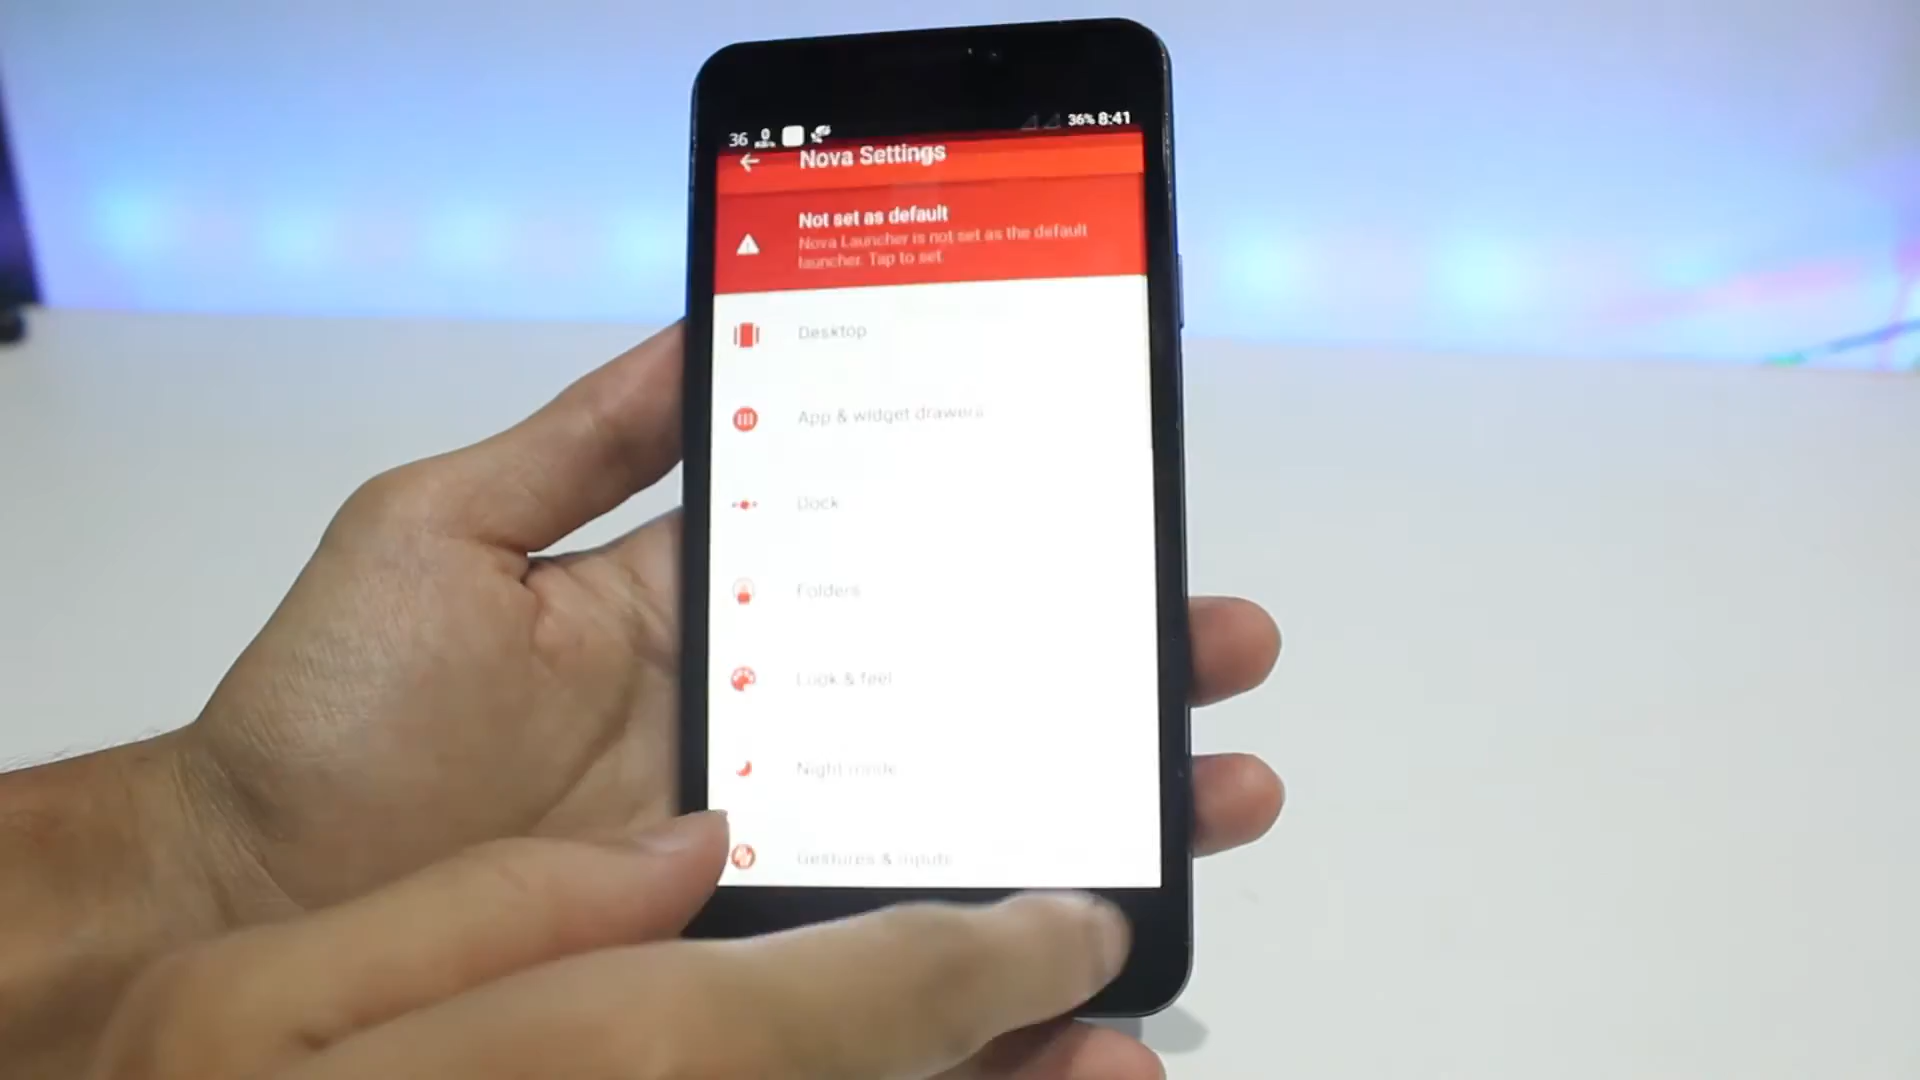 36 0 36% 8:41
Nova Settings
Not set as default
Nova Launcher is not set as the default
launcher. Tap to set.
Desktop
App & widget drawers
Dock
Folders
Look & feel
Night mode
Gestures & inputs